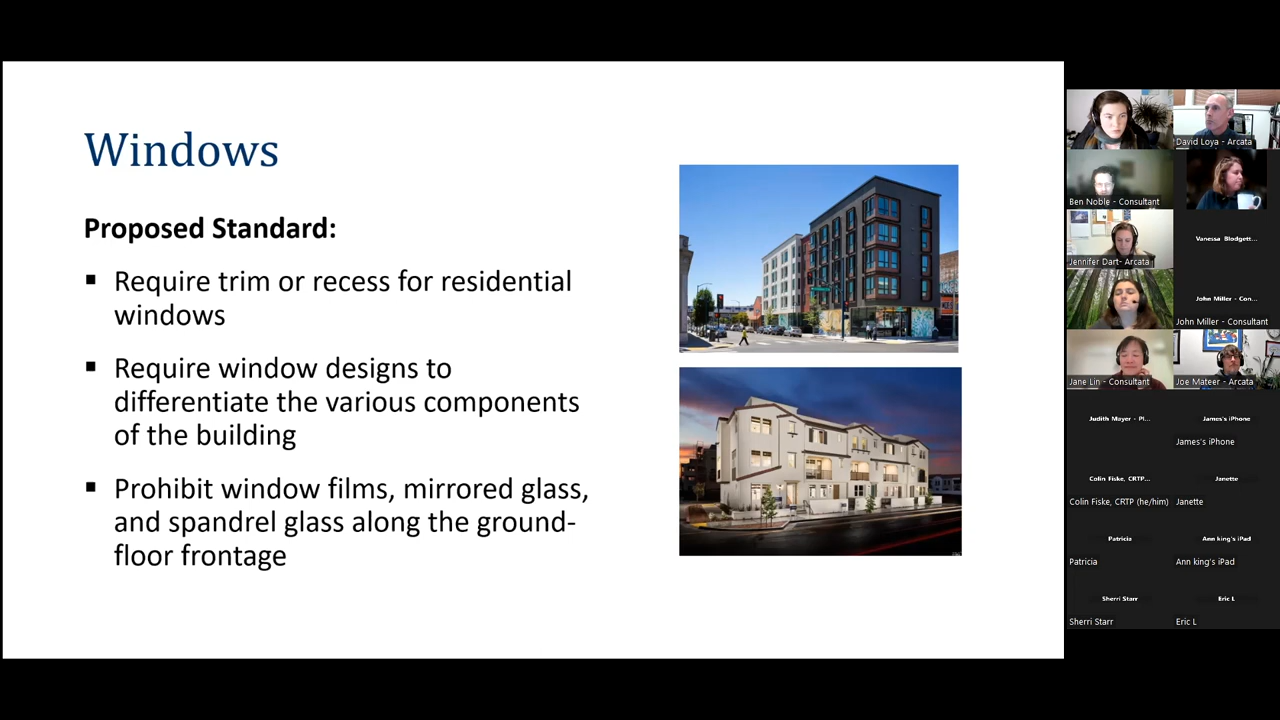 Windows
Proposed Standard:
▪ Require trim or recess for residential
windows
▪ Require window designs to
differentiate the various components
of the building
▪ Prohibit window films, mirrored glass,
and spandrel glass along the ground-
floor frontage
David Loya - Arcata
Ben Noble - Consultant
Vanessa Blodgett...
Jennifer Dart- Arcata
John Miller - Con...
John Miller - Consultant
Jane Lin - Consultant
Joe Mateer - Arcata
Judith Mayer - Pl...
James's iPhone
James's iPhone
Colin Fiske, CRTP...
Janette
Colin Fiske, CRTP (he/him)
Janette
Patricia
Ann king's iPad
Patricia
Ann king's iPad
Sherri Starr
Eric L
Sherri Starr
Eric L